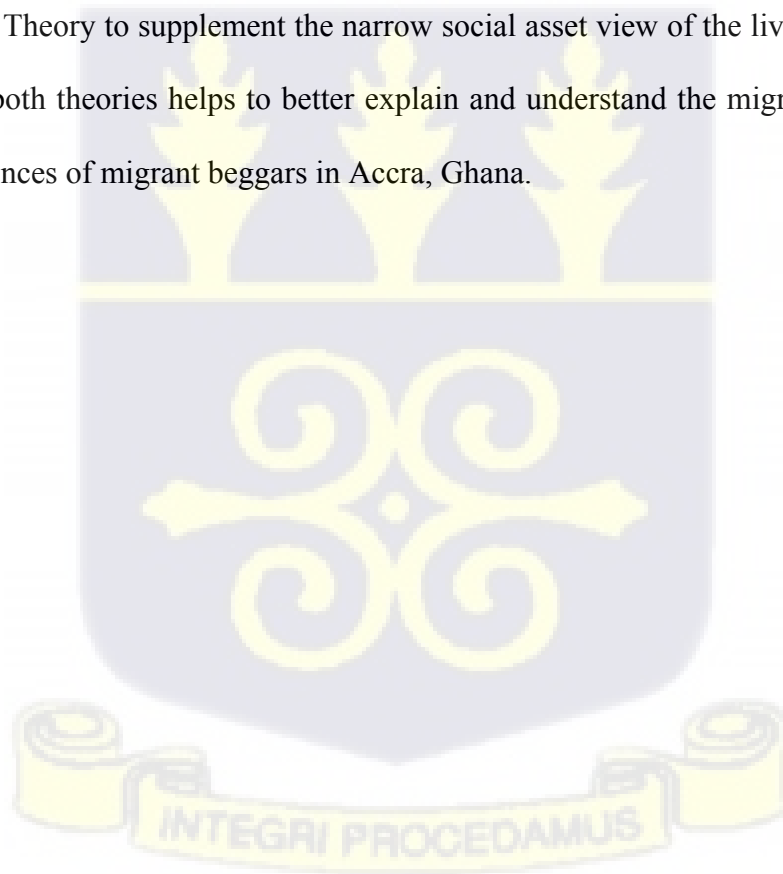 Theory to supplement the narrow social asset view of the liv
both theories helps to better explain and understand the migr
nces of migrant beggars in Accra, Ghana.
INTEGRI PROCEDAMUS